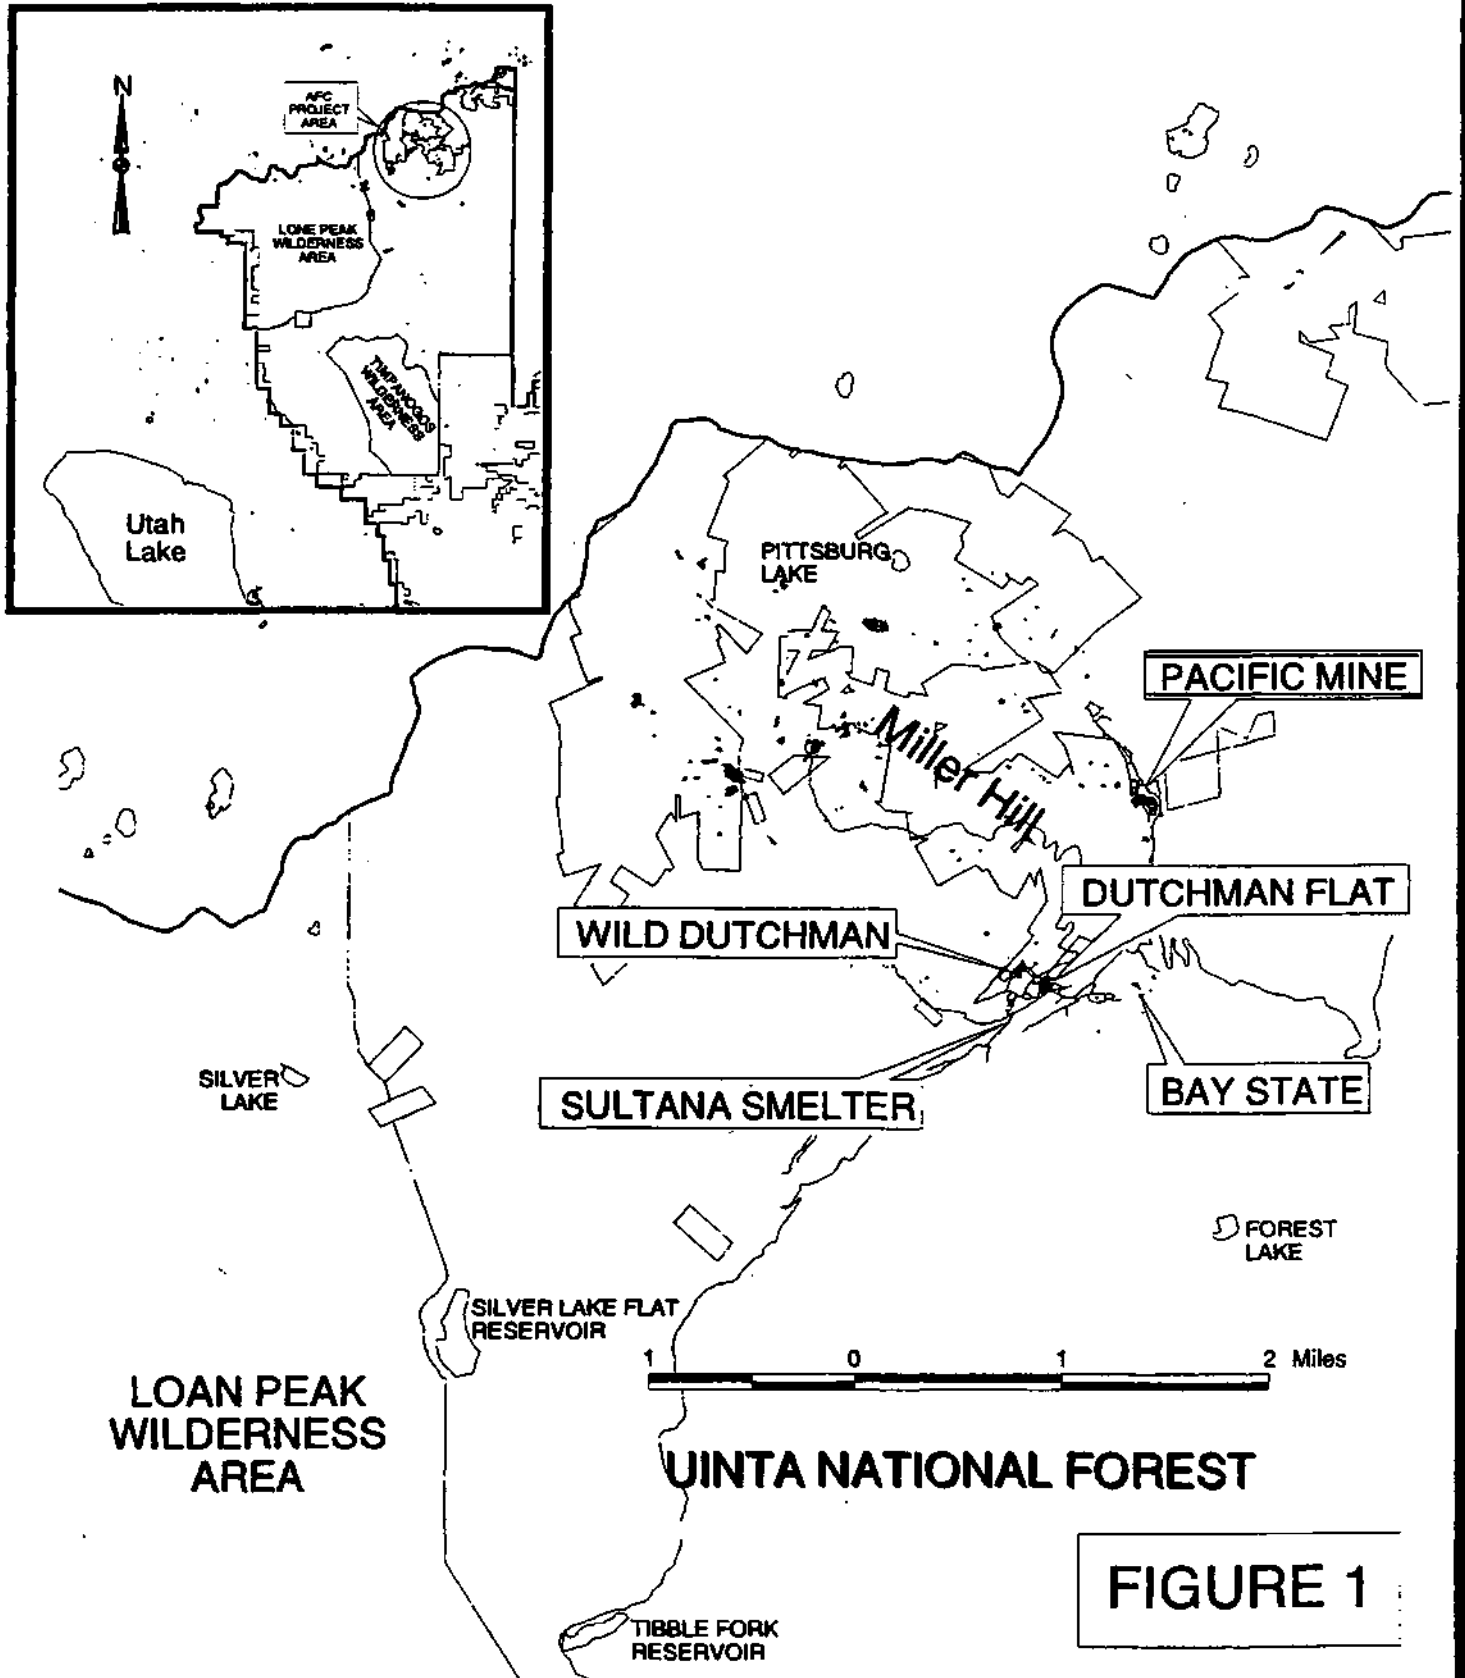 N
AFC
PROJECT
AREA
LONE PEAK
WILDERNESS
AREA
TIMPANOGOS
WILDERNESS
AREA
Utah
Lake
PITTSBURG
LAKE
PACIFIC MINE
Miller Hill
DUTCHMAN FLAT
WILD DUTCHMAN
SILVER
LAKE
SULTANA SMELTER
BAY STATE
FOREST
LAKE
SILVER LAKE FLAT
RESERVOIR
1 0 1 2 Miles
LOAN PEAK
WILDERNESS
AREA
UINTA NATIONAL FOREST
FIGURE 1
TIBBLE FORK
RESERVOIR